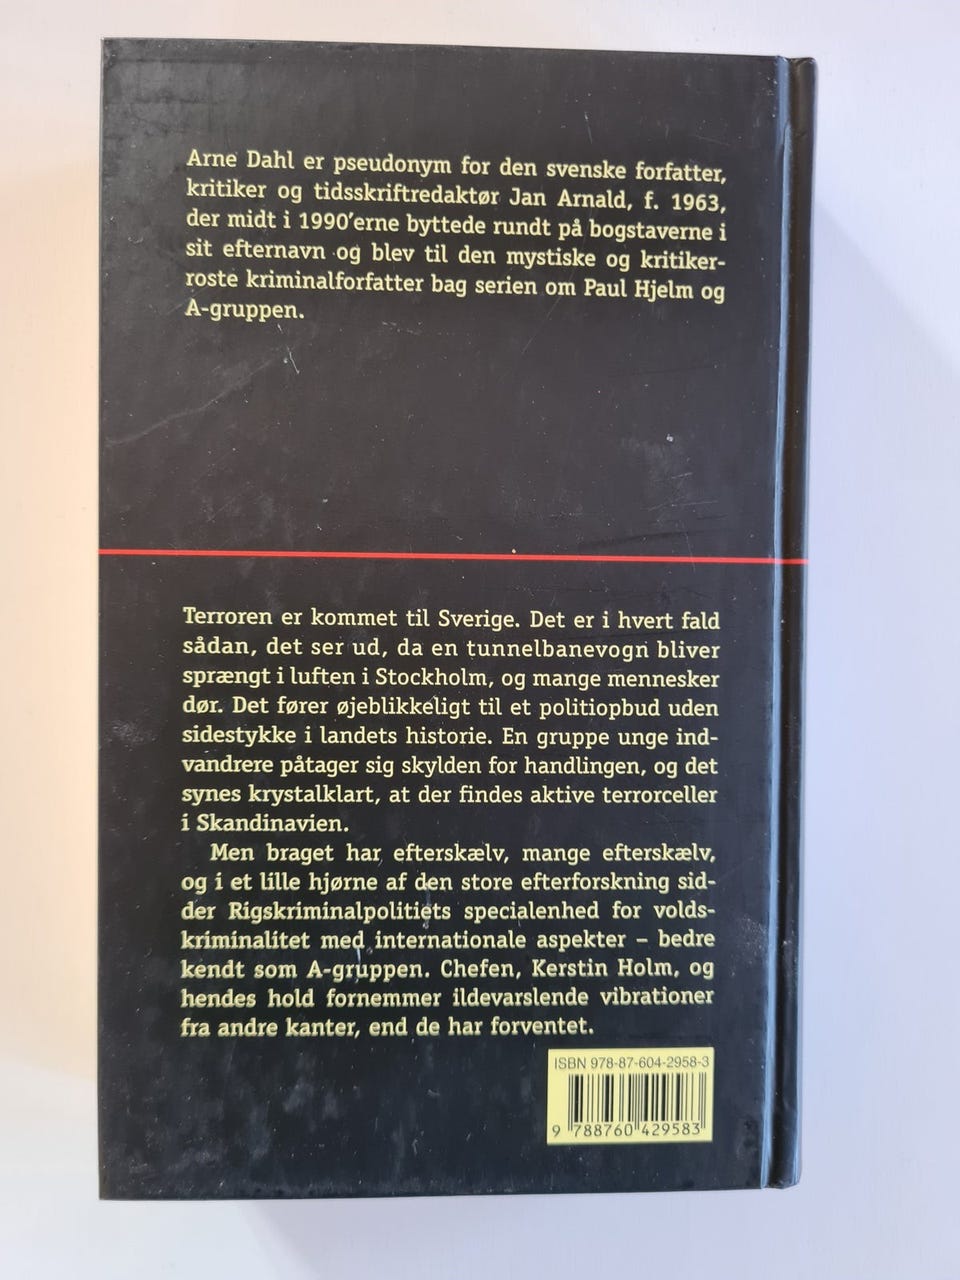 Arne Dahl er pseudonym for den svenske forfatter,
kritiker og tidsskriftredaktør Jan Arnald, f. 1963,
der midt i 1990'erne byttede rundt på bogstaverne i
sit efternavn og blev til den mystiske og kritiker-
roste kriminalforfatter bag serien om Paul Hjelm og
A-gruppen.
Terroren er kommet til Sverige. Det er i hvert fald
sådan, det ser ud, da en tunnelbanevogn bliver
sprængt i luften i Stockholm, og mange mennesker
dør. Det fører øjeblikkeligt til et politiopbud uden
sidestykke i landets historie. En gruppe unge ind-
vandrere påtager sig skylden for handlingen, og det
synes krystalklart, at der findes aktive terrorceller
i Skandinavien.
Men braget har efterskælv, mange efterskælv,
og i et lille hjørne af den store efterforskning sid-
der Rigskriminalpolitiets specialenhed for volds-
kriminalitet med internationale aspekter – bedre
kendt som A-gruppen. Chefen, Kerstin Holm, og
hendes hold fornemmer ildevarslende vibrationer
fra andre kanter, end de har forventet.
ISBN 978-87-604-2958-3
9 788760 429583